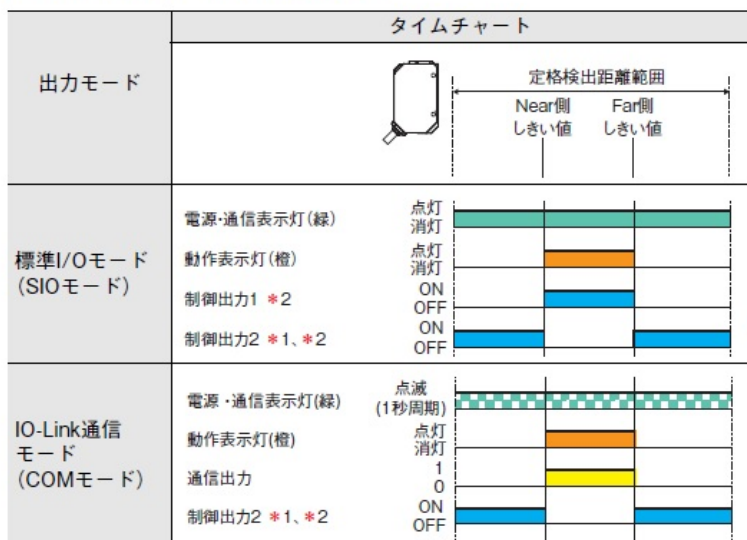 タイムチャート
出力モード
定格検出距離範囲
Near側 Far側
しきい値 しきい値
標準I/Oモード
(SIOモード)
電源・通信表示灯(緑) 点灯
消灯
動作表示灯(橙) 点灯
消灯
制御出力1 *2 ON
OFF
制御出力2 *1、*2 ON
OFF
IO-Link通信
モード
(COMモード)
電源・通信表示灯(緑) 点滅
(1秒周期)
動作表示灯(橙) 点灯
消灯
通信出力 1
0
制御出力2 *1、*2 ON
OFF